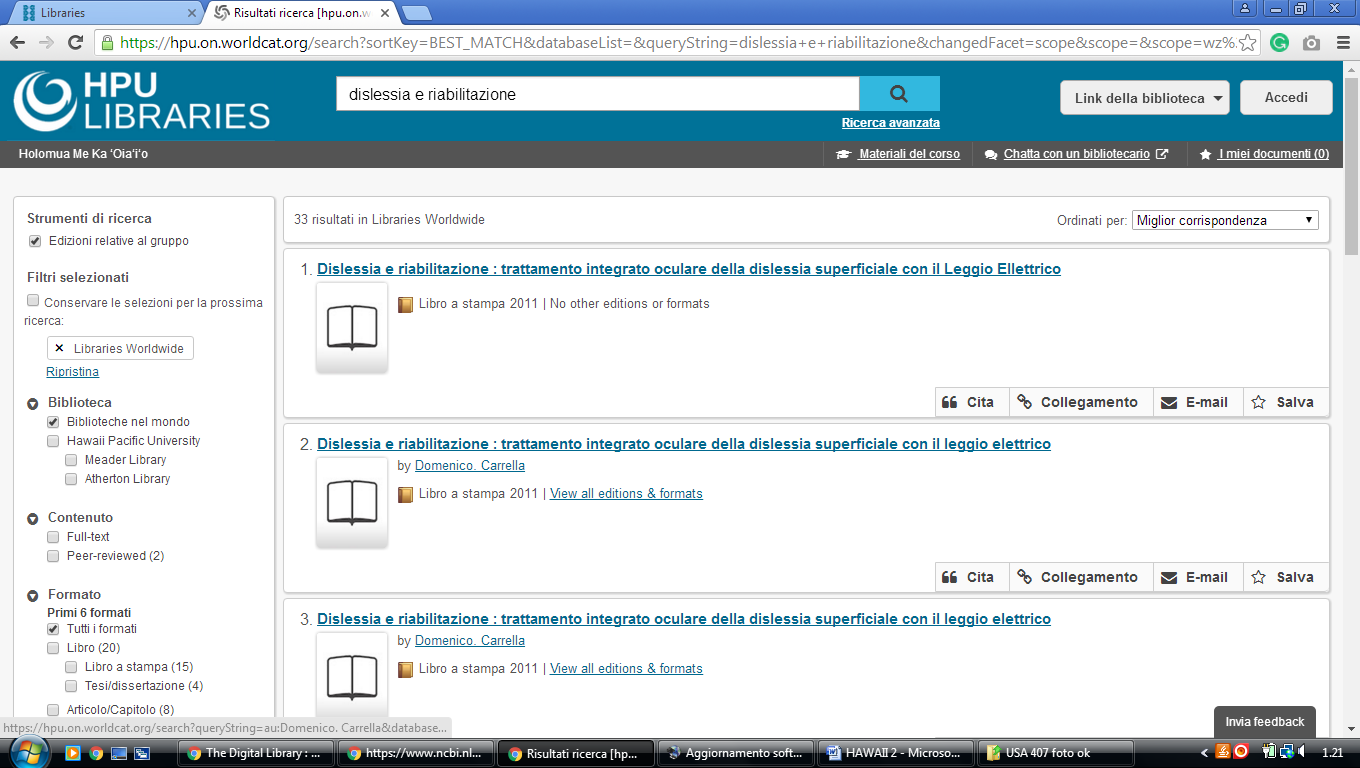 Libraries
Risultati ricerca [hpu.on.w
https://hpu.on.worldcat.org/search?sortKey=BEST_MATCH&databaseList=&queryString=dislessia+e+riabilitazione&changedFacet=scope&scope=&scope=wz%
HPU
LIBRARIES
dislessia e riabilitazione
Ricerca avanzata
Link della biblioteca
Accedi
Holomua Me Ka 'Oia'i'o
Materiali del corso
Chatta con un bibliotecario
I miei documenti (0)
Strumenti di ricerca
Edizioni relative al gruppo
Filtri selezionati
Conservare le selezioni per la prossima
ricerca:
× Libraries Worldwide
Ripristina
Biblioteca
Biblioteche nel mondo
Hawaii Pacific University
Meader Library
Atherton Library
Contenuto
Full-text
Peer-reviewed (2)
Formato
Primi 6 formati
Tutti i formati
Libro (20)
Libro a stampa (15)
Tesi/dissertazione (4)
Articolo/Capitolo (8)
33 risultati in Libraries Worldwide
Ordinati per: Miglior corrispondenza
1. Dislessia e riabilitazione : trattamento integrato oculare della dislessia superficiale con il Leggio Ellettrico
Libro a stampa 2011 | No other editions or formats
Cita Collegamento E-mail Salva
2. Dislessia e riabilitazione : trattamento integrato oculare della dislessia superficiale con il leggio elettrico
by Domenico. Carrella
Libro a stampa 2011 | View all editions & formats
Cita Collegamento E-mail Salva
3. Dislessia e riabilitazione : trattamento integrato oculare della dislessia superficiale con il leggio elettrico
by Domenico. Carrella
Libro a stampa 2011 | View all editions & formats
Invia feedback
https://hpu.on.worldcat.org/search?queryString=au:Domenico. Carrella&database...
The Digital Library : ...
https://www.ncbi.nl...
Risultati ricerca [hp...
Aggiornamento soft...
HAWAII 2 - Microso...
USA 407 foto ok
1.21